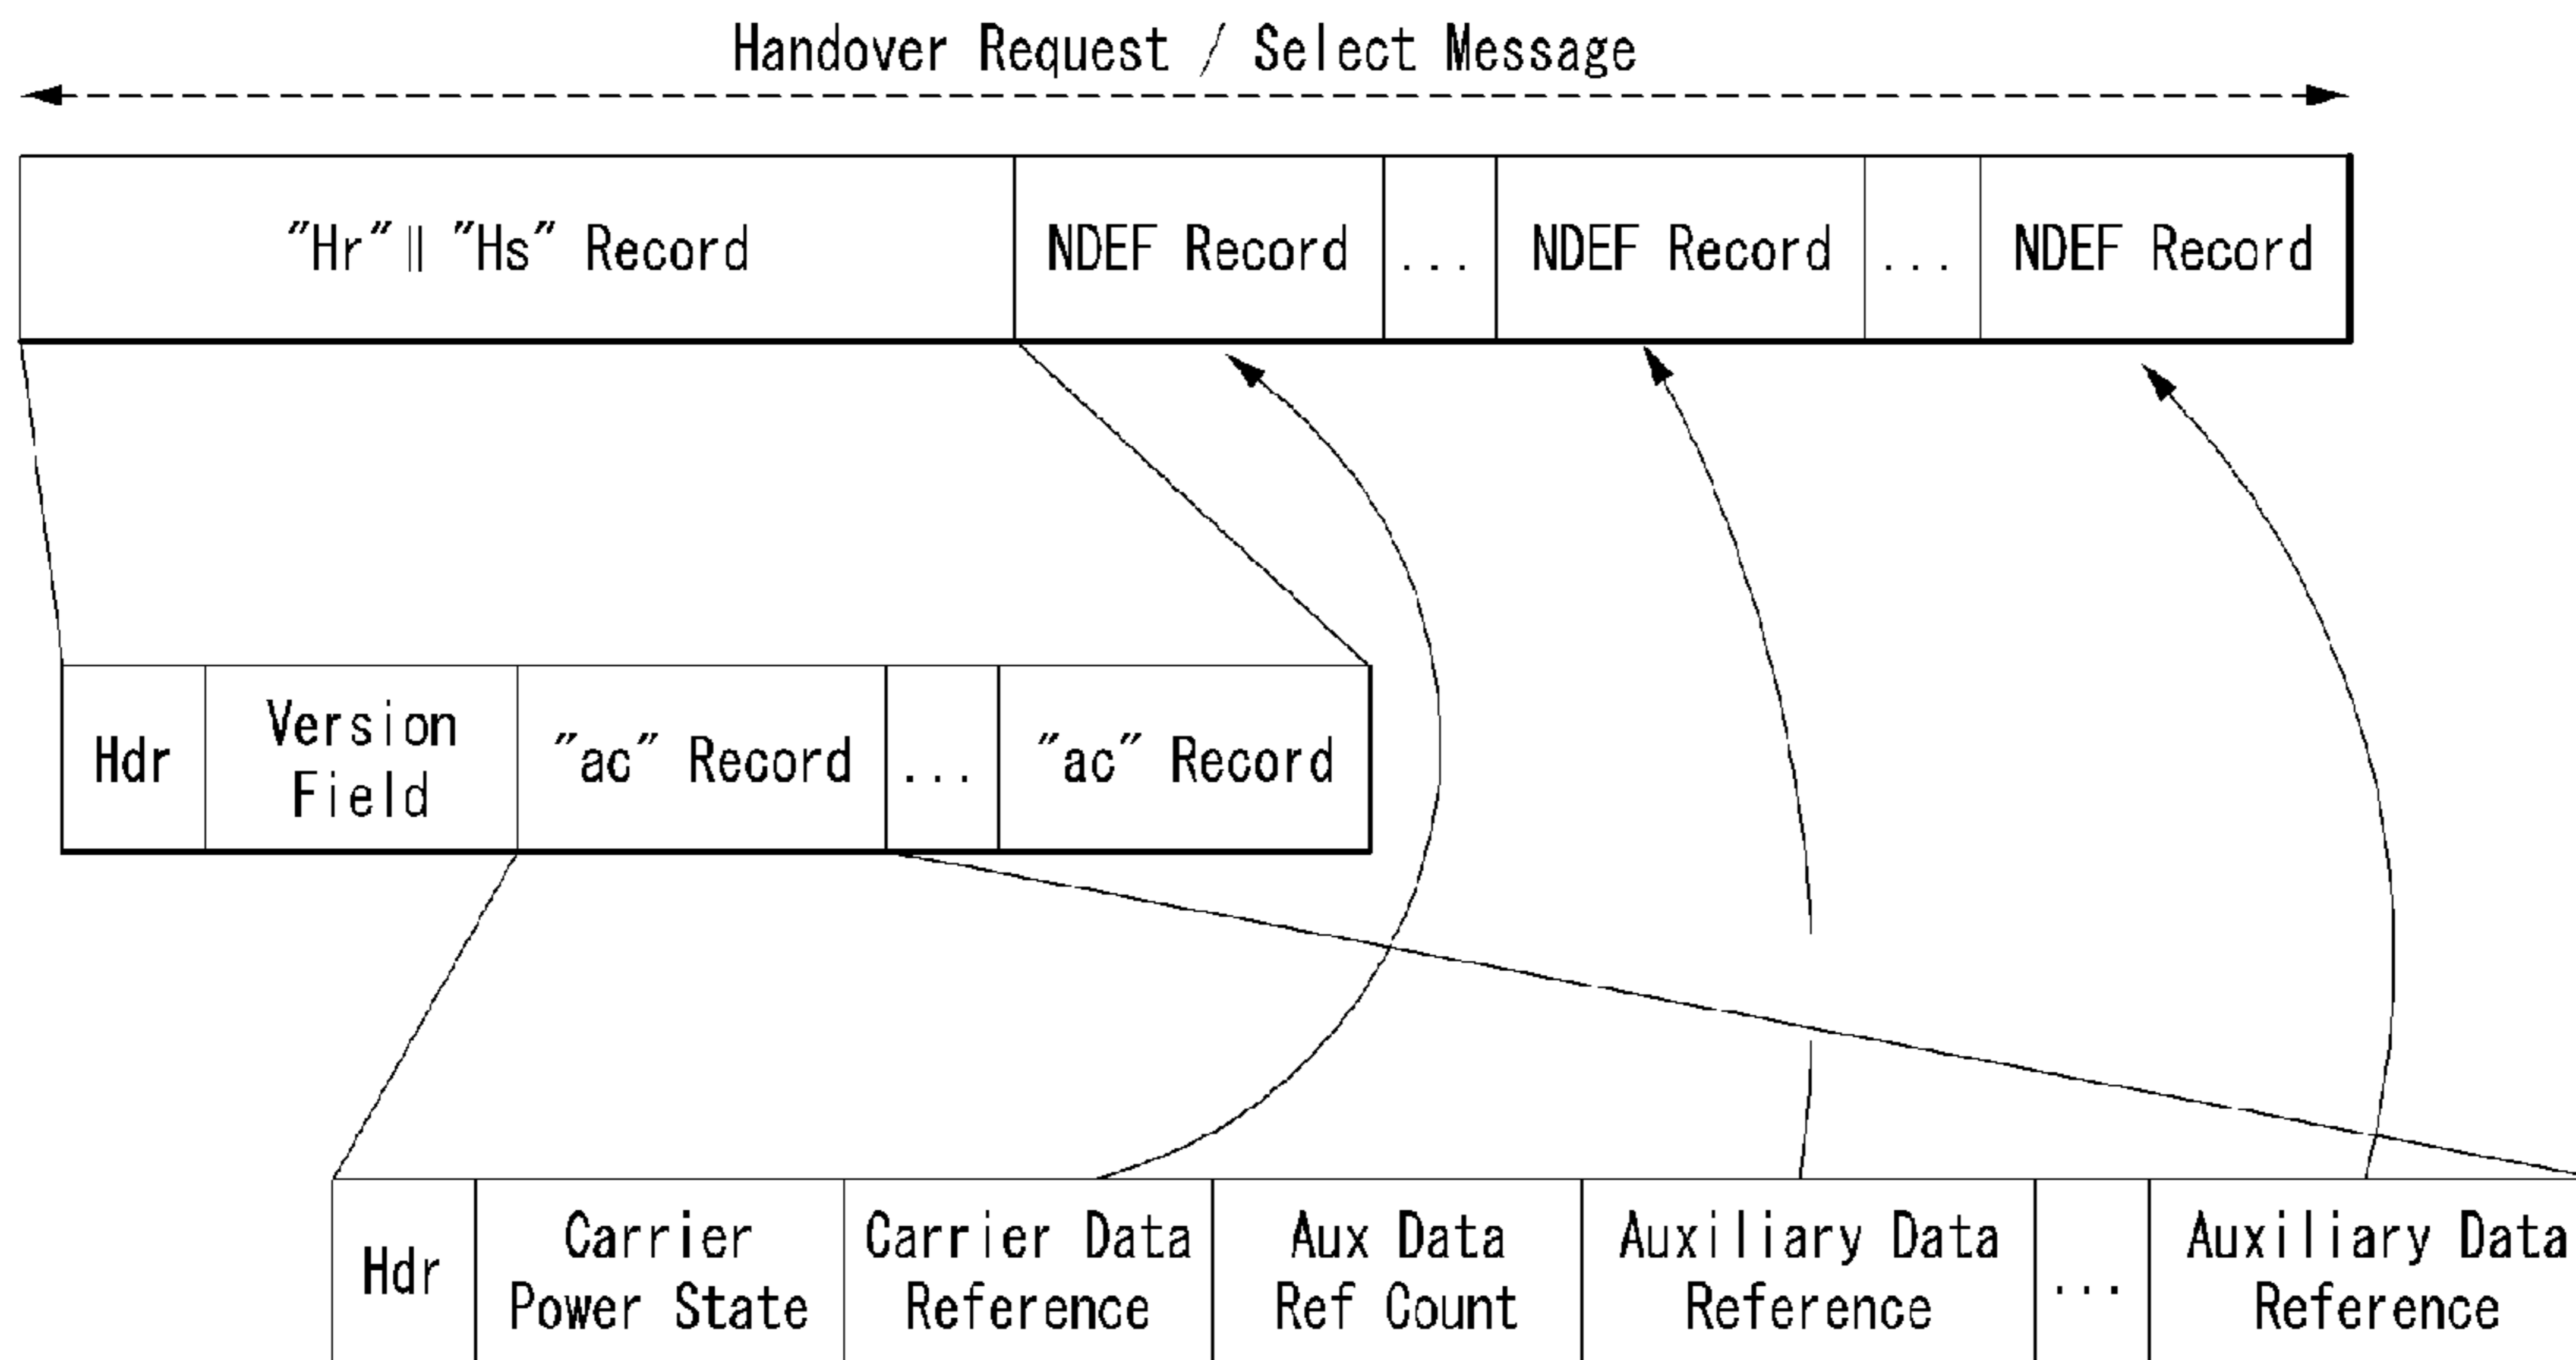 Handover Request / Select Message
"Hr"‖ "Hs" Record
NDEF Record
...
NDEF Record
...
NDEF Record
Hdr
Version
Field
"ac" Record
...
"ac" Record
Hdr
Carrier
Power State
Carrier Data
Reference
Aux Data
Ref Count
Auxiliary Data
Reference
...
Auxiliary Data
Reference